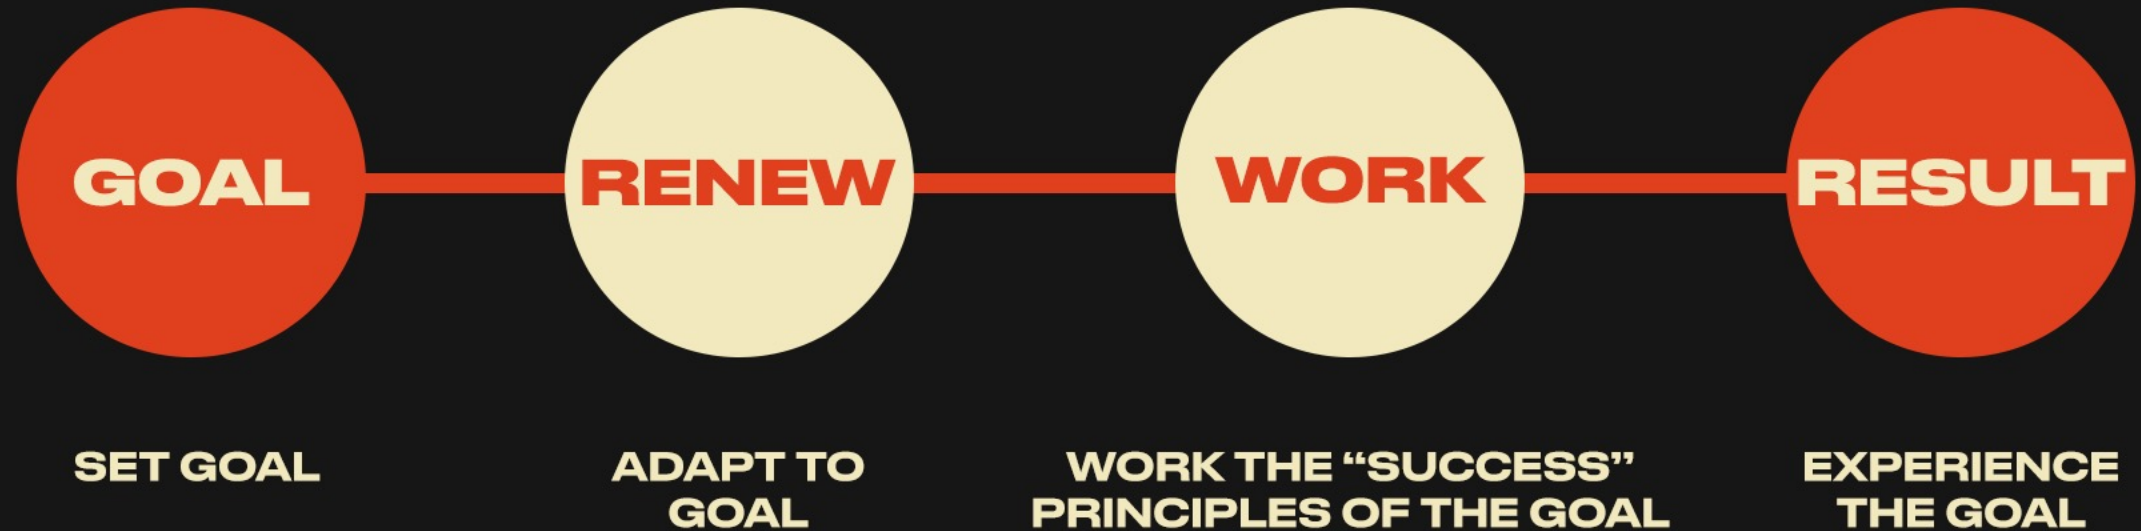 GOAL
RENEW
WORK
RESULT
SET GOAL
ADAPT TO
GOAL
WORK THE “SUCCESS”
PRINCIPLES OF THE GOAL
EXPERIENCE
THE GOAL